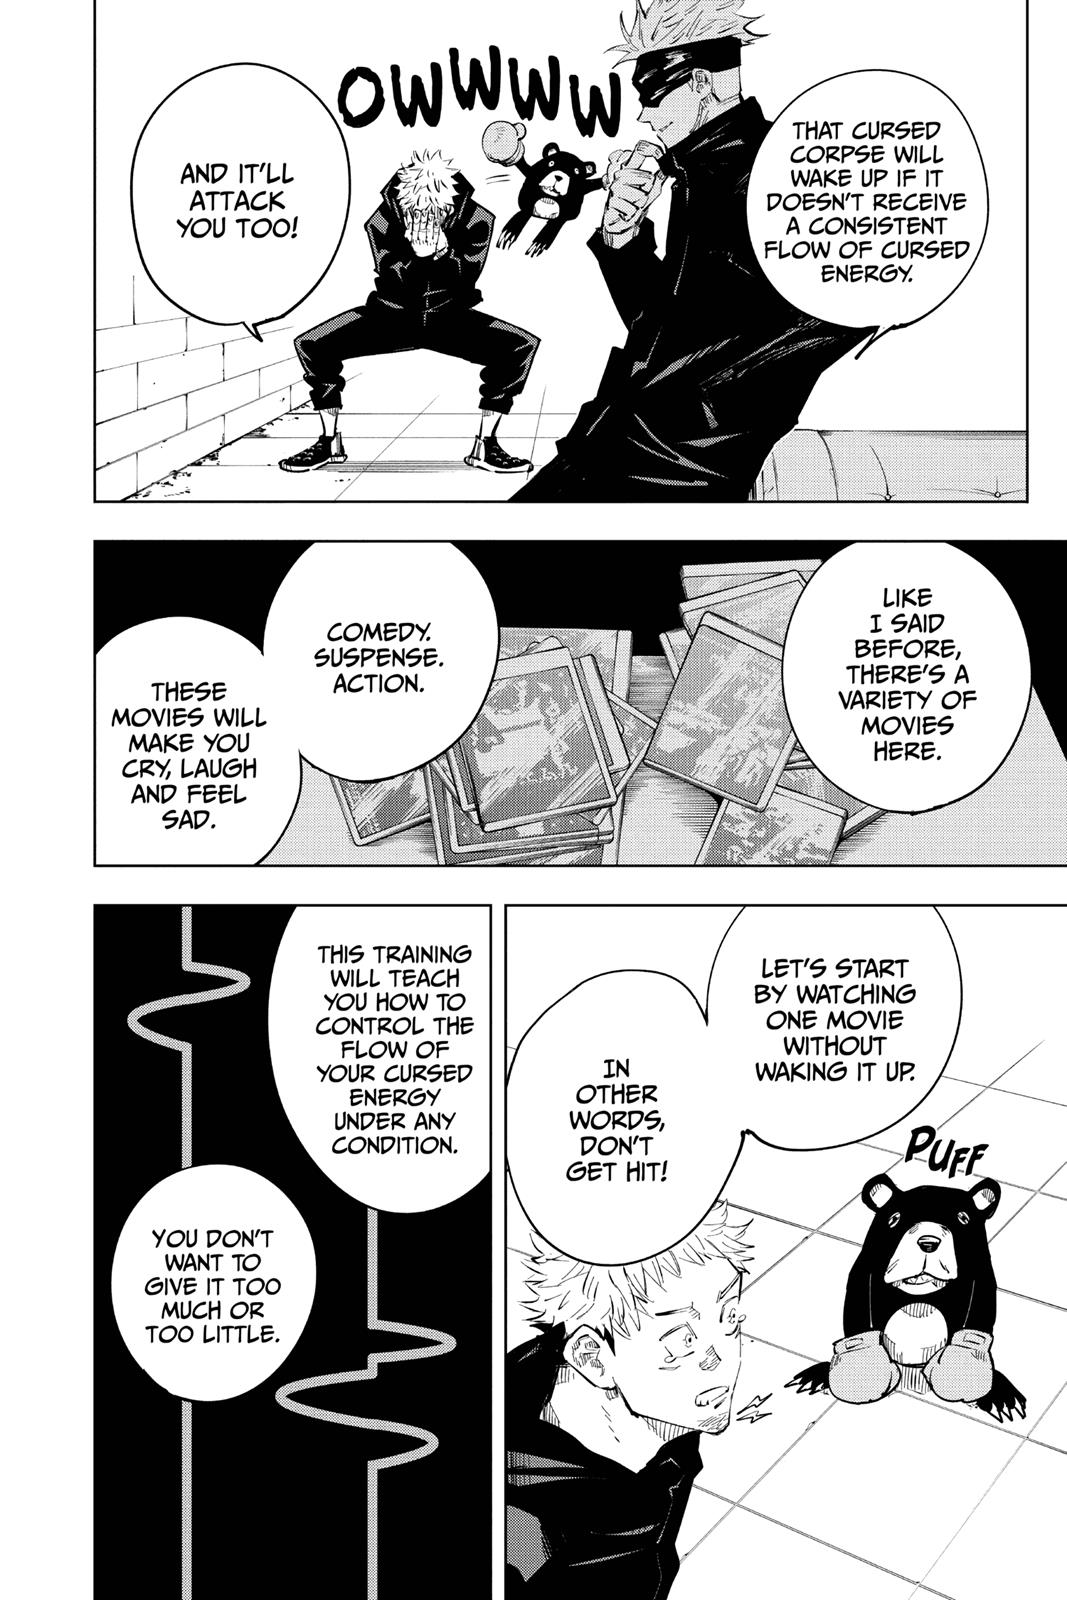 THAT CURSED
CORPSE WILL
WAKE UP IF IT
DOESN'T RECEIVE
A CONSISTENT
FLOW OF CURSED
ENERGY.
OWWWW
AND IT'LL
ATTACK
YOU TOO!
LIKE
I SAID
BEFORE,
THERE'S A
VARIETY OF
MOVIES
HERE.
COMEDY.
SUSPENSE.
ACTION.
THESE
MOVIES WILL
MAKE YOU
CRY, LAUGH
AND FEEL
SAD.
LET'S START
BY WATCHING
ONE MOVIE
WITHOUT
WAKING IT UP.
IN
OTHER
WORDS,
DON'T
GET HIT!
PUFF
THIS TRAINING
WILL TEACH
YOU HOW TO
CONTROL THE
FLOW OF
YOUR CURSED
ENERGY
UNDER ANY
CONDITION.
YOU DON'T
WANT TO
GIVE IT TOO
MUCH OR
TOO LITTLE.